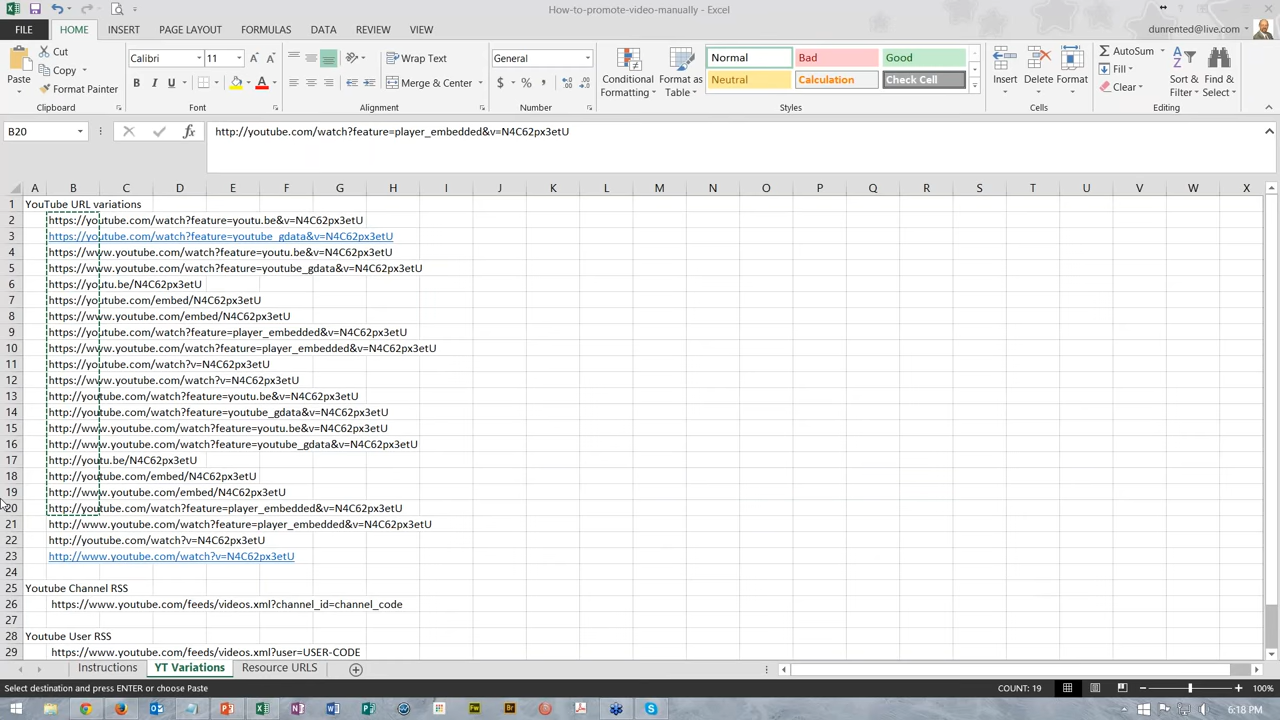 How-to-promote-video-manually - Excel
FILE HOME INSERT PAGE LAYOUT FORMULAS DATA REVIEW VIEW dunrented@live.com
Paste Cut Copy Format Painter Clipboard
Calibri 11 B I U A Font
Wrap Text Merge & Center Alignment
General $ % , Number
Conditional Formatting Format as Table
Normal Bad Good
Neutral Calculation Check Cell
Styles
Insert Delete Format Cells
AutoSum Fill Clear Sort & Filter Find & Select Editing
B20 fx http://youtube.com/watch?feature=player_embedded&v=N4C62px3etU
A B C D E F G H I J K L M N O P Q R S T U V W X
1 YouTube URL variations
2 https://youtube.com/watch?feature=youtu.be&v=N4C62px3etU
3 https://youtube.com/watch?feature=youtube_gdata&v=N4C62px3etU
4 https://www.youtube.com/watch?feature=youtu.be&v=N4C62px3etU
5 https://www.youtube.com/watch?feature=youtube_gdata&v=N4C62px3etU
6 https://youtu.be/N4C62px3etU
7 https://youtube.com/embed/N4C62px3etU
8 https://www.youtube.com/embed/N4C62px3etU
9 https://youtube.com/watch?feature=player_embedded&v=N4C62px3etU
10 https://www.youtube.com/watch?feature=player_embedded&v=N4C62px3etU
11 https://youtube.com/watch?v=N4C62px3etU
12 https://www.youtube.com/watch?v=N4C62px3etU
13 http://youtube.com/watch?feature=youtu.be&v=N4C62px3etU
14 http://youtube.com/watch?feature=youtube_gdata&v=N4C62px3etU
15 http://www.youtube.com/watch?feature=youtu.be&v=N4C62px3etU
16 http://www.youtube.com/watch?feature=youtube_gdata&v=N4C62px3etU
17 http://youtu.be/N4C62px3etU
18 http://youtube.com/embed/N4C62px3etU
19 http://www.youtube.com/embed/N4C62px3etU
20 http://youtube.com/watch?feature=player_embedded&v=N4C62px3etU
21 http://www.youtube.com/watch?feature=player_embedded&v=N4C62px3etU
22 http://youtube.com/watch?v=N4C62px3etU
23 http://www.youtube.com/watch?v=N4C62px3etU
24
25 Youtube Channel RSS
26 https://www.youtube.com/feeds/videos.xml?channel_id=channel_code
27
28 Youtube User RSS
29 https://www.youtube.com/feeds/videos.xml?user=USER-CODE
Instructions YT Variations Resource URLS
Select destination and press ENTER or choose Paste COUNT: 19 100%
6:18 PM